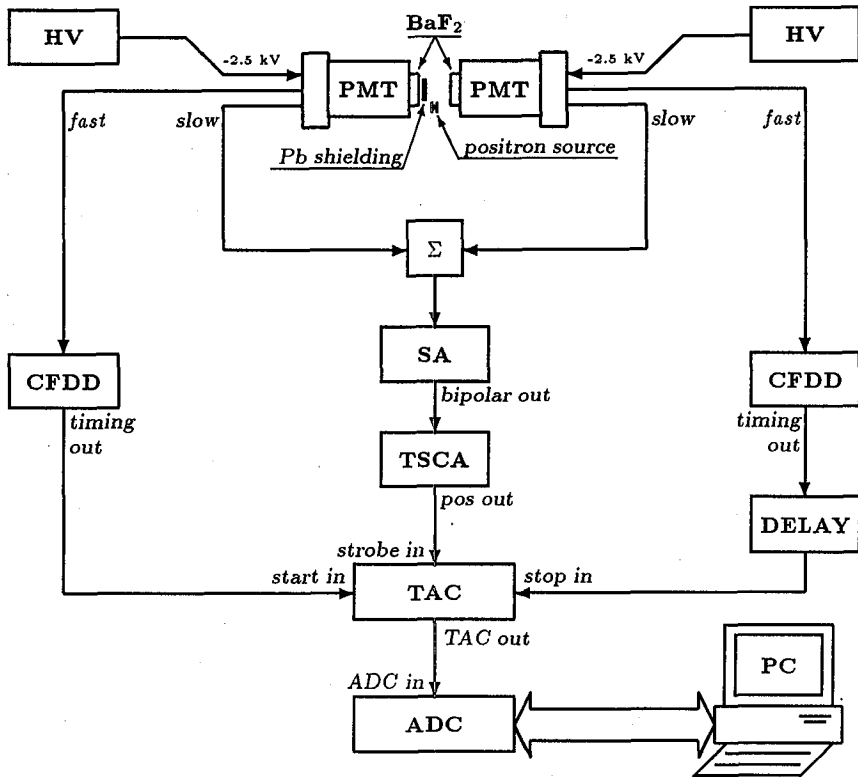 BaF₂
HV
HV
-2.5 kV
-2.5 kV
PMT
PMT
fast
slow
slow
fast
Pb shielding
positron source
Σ
SA
CFDD
CFDD
bipolar out
timing
out
timing
out
TSCA
pos out
DELAY
strobe in
start in
stop in
TAC
TAC out
PC
ADC in
ADC